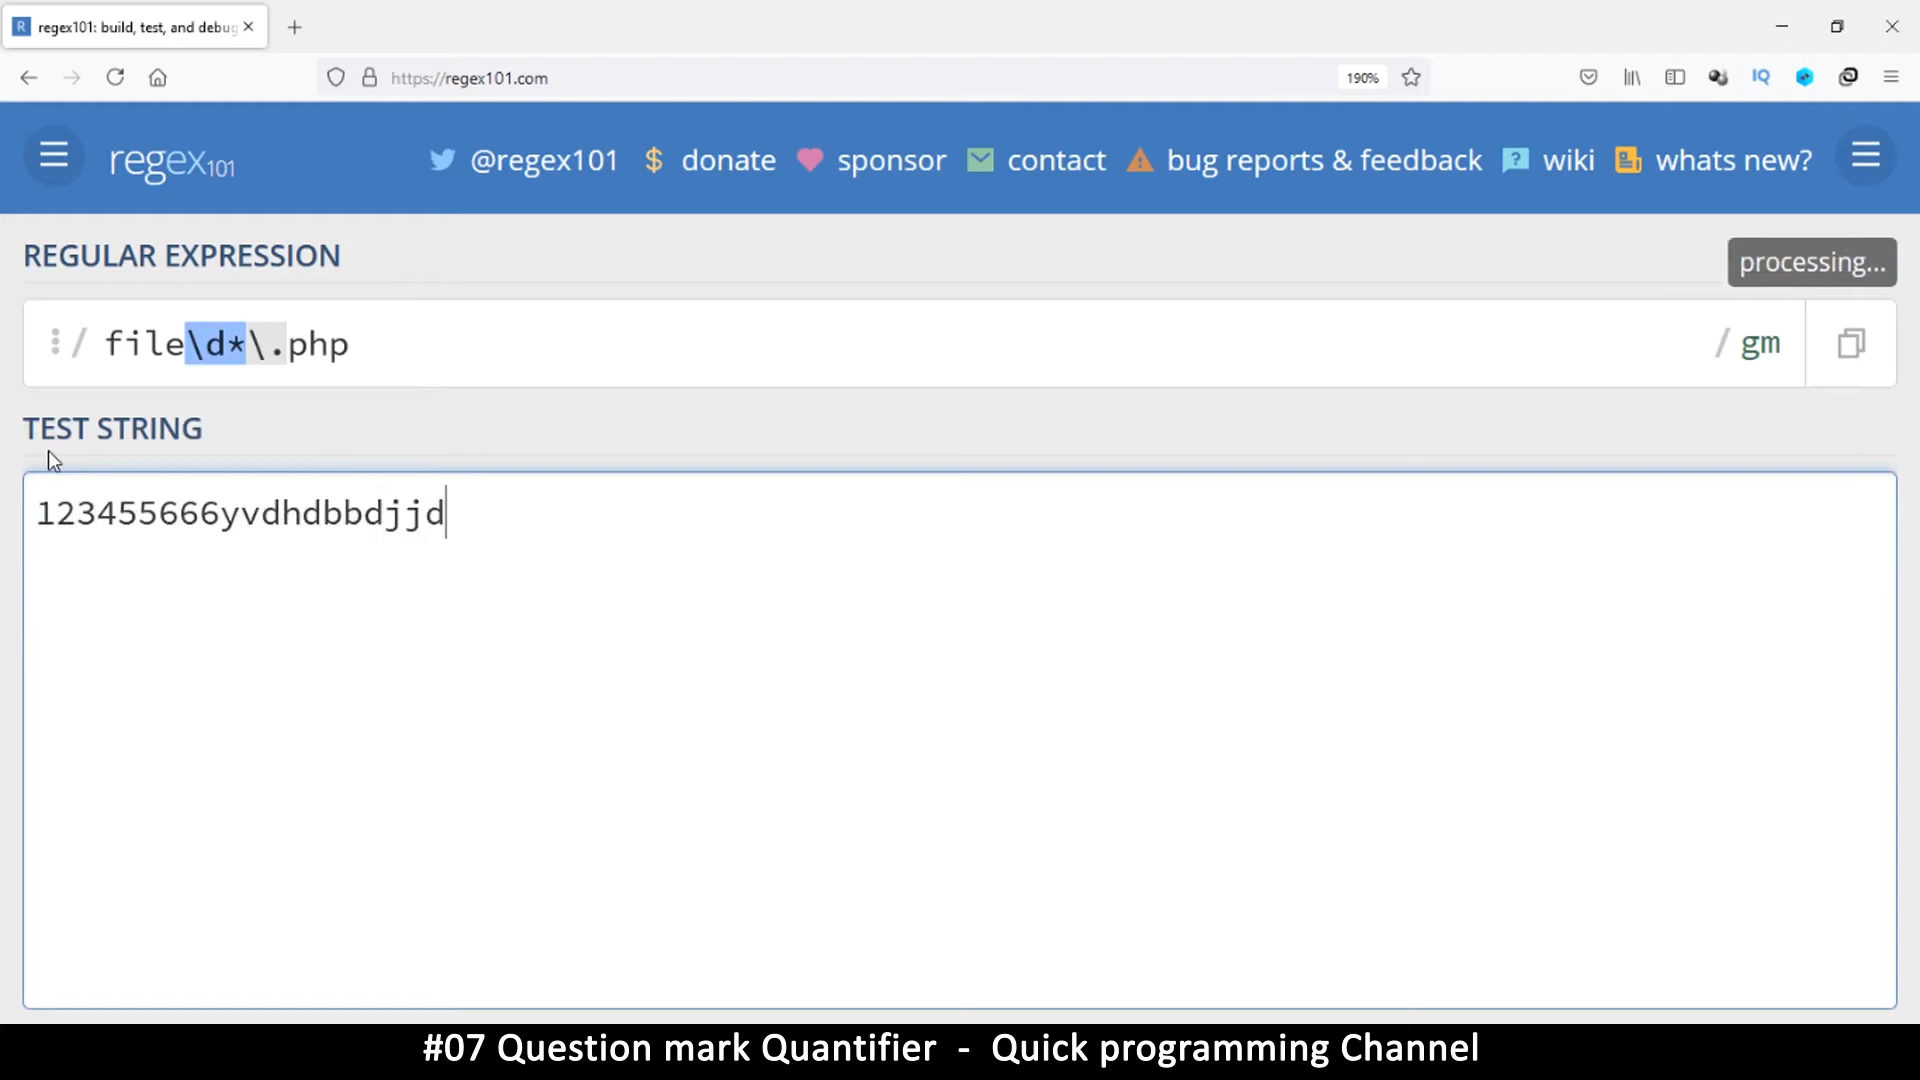 regex101: build, test, and debug
https://regex101.com
190%
IQ
regex101
@regex101
$ donate
sponsor
contact
bug reports & feedback
? wiki
whats new?
REGULAR EXPRESSION
processing...
/ file\d*\.php
/ gm
TEST STRING
123455666yvdhdbbdjjd
#07 Question mark Quantifier - Quick programming Channel